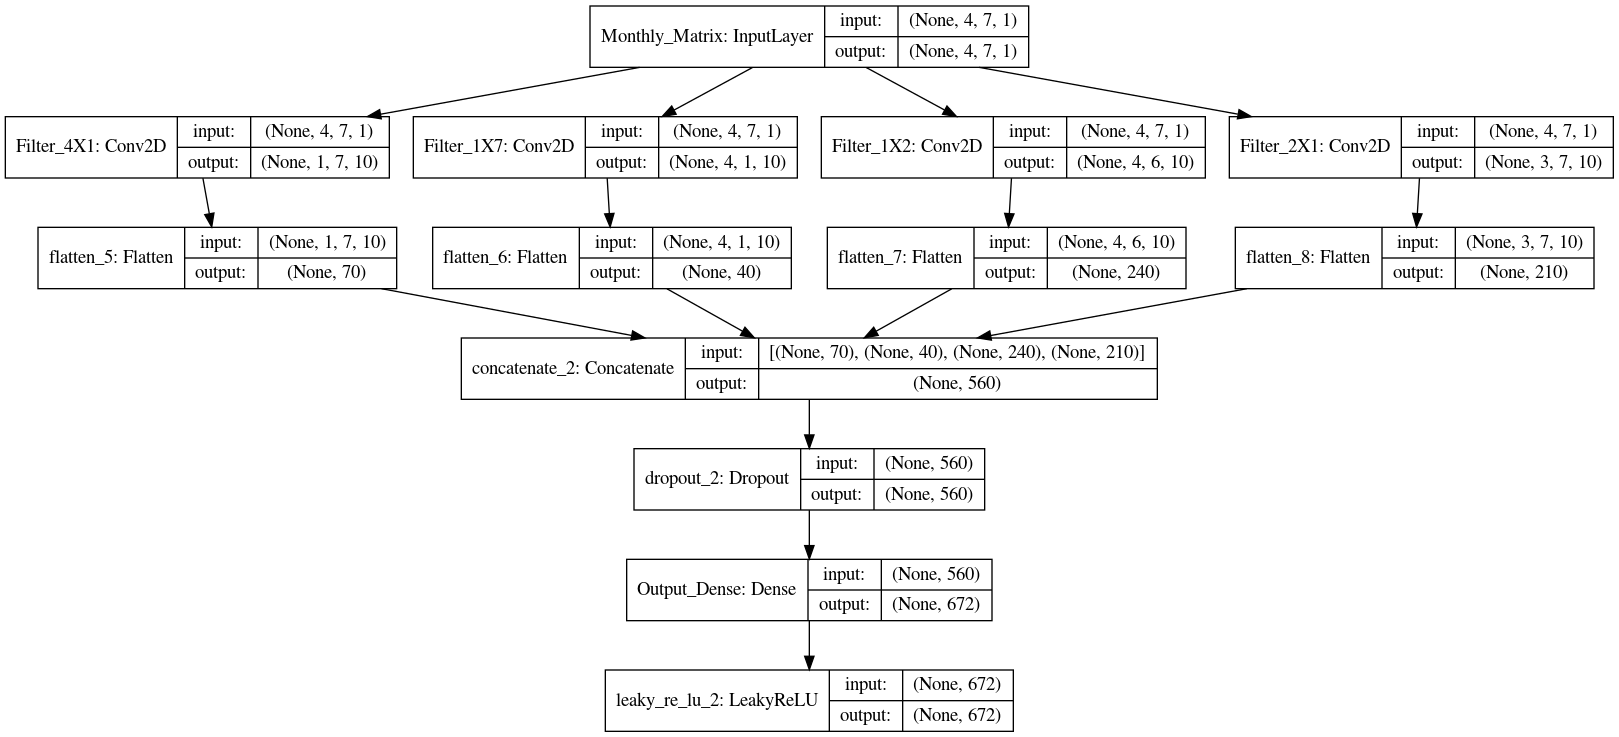 Monthly_Matrix: InputLayer
input: (None, 4, 7, 1)
output: (None, 4, 7, 1)
Filter_4X1: Conv2D
input: (None, 4, 7, 1)
output: (None, 1, 7, 10)
Filter_1X7: Conv2D
input: (None, 4, 7, 1)
output: (None, 4, 1, 10)
Filter_1X2: Conv2D
input: (None, 4, 7, 1)
output: (None, 4, 6, 10)
Filter_2X1: Conv2D
input: (None, 4, 7, 1)
output: (None, 3, 7, 10)
flatten_5: Flatten
input: (None, 1, 7, 10)
output: (None, 70)
flatten_6: Flatten
input: (None, 4, 1, 10)
output: (None, 40)
flatten_7: Flatten
input: (None, 4, 6, 10)
output: (None, 240)
flatten_8: Flatten
input: (None, 3, 7, 10)
output: (None, 210)
concatenate_2: Concatenate
input: [(None, 70), (None, 40), (None, 240), (None, 210)]
output: (None, 560)
dropout_2: Dropout
input: (None, 560)
output: (None, 560)
Output_Dense: Dense
input: (None, 560)
output: (None, 672)
leaky_re_lu_2: LeakyReLU
input: (None, 672)
output: (None, 672)